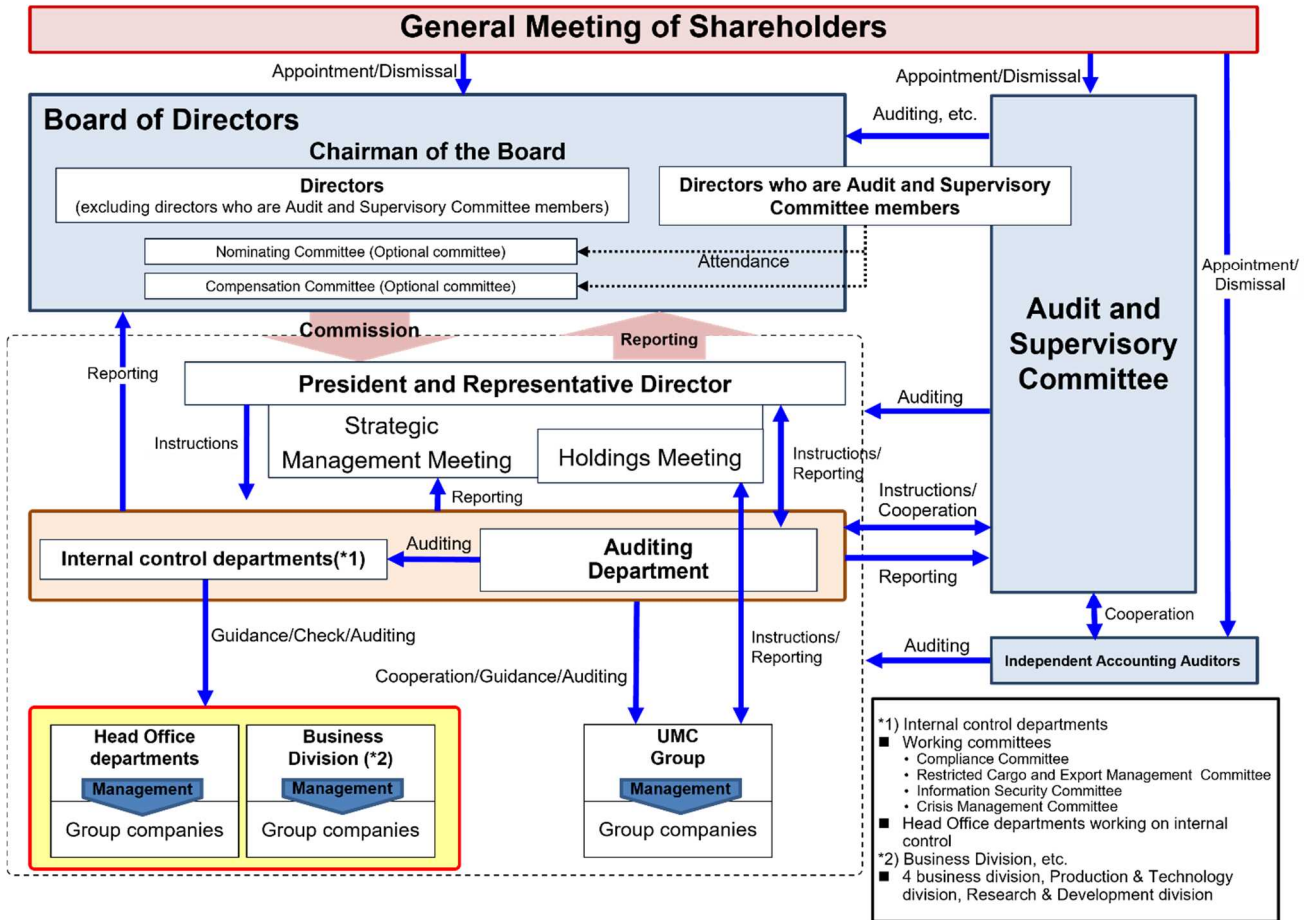 General Meeting of Shareholders
Appointment/Dismissal
Appointment/Dismissal
Board of Directors
Auditing, etc.
Chairman of the Board
Directors
(excluding directors who are Audit and Supervisory Committee members)
Directors who are Audit and Supervisory
Committee members
Nominating Committee (Optional committee)
Attendance
Compensation Committee (Optional committee)
Appointment/
Dismissal
Audit and
Supervisory
Committee
Commission
Reporting
Reporting
President and Representative Director
Auditing
Instructions
Strategic
Management Meeting
Holdings Meeting
Instructions/
Reporting
Reporting
Instructions/
Cooperation
Internal control departments(*1)
Auditing
Auditing
Department
Reporting
Guidance/Check/Auditing
Cooperation/Guidance/Auditing
Instructions/
Reporting
Cooperation
Auditing
Independent Accounting Auditors
Head Office
departments
Management
Group companies
Business
Division (*2)
Management
Group companies
UMC
Group
Management
Group companies
*1) Internal control departments
■ Working committees
・ Compliance Committee
・ Restricted Cargo and Export Management Committee
・ Information Security Committee
・ Crisis Management Committee
■ Head Office departments working on internal
control
*2) Business Division, etc.
■ 4 business division, Production & Technology
division, Research & Development division